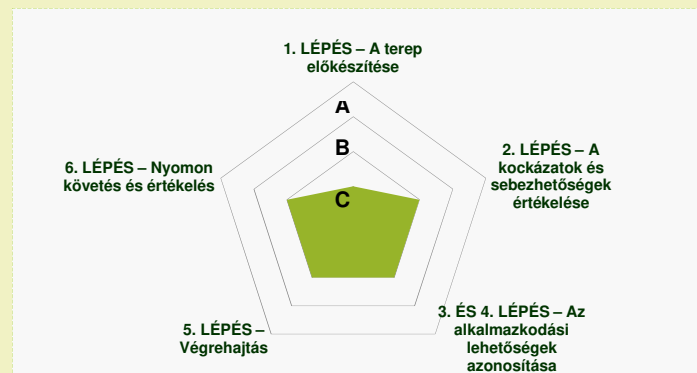 1. LÉPÉS – A terep
előkészítése
A
B
C
2. LÉPÉS – A
kockázatok és
sebezhetőségek
értékelése
3. ÉS 4. LÉPÉS – Az
alkalmazkodási
lehetőségek
azonosítása
5. LÉPÉS –
Végrehajtás
6. LÉPÉS – Nyomon
követés és értékelés